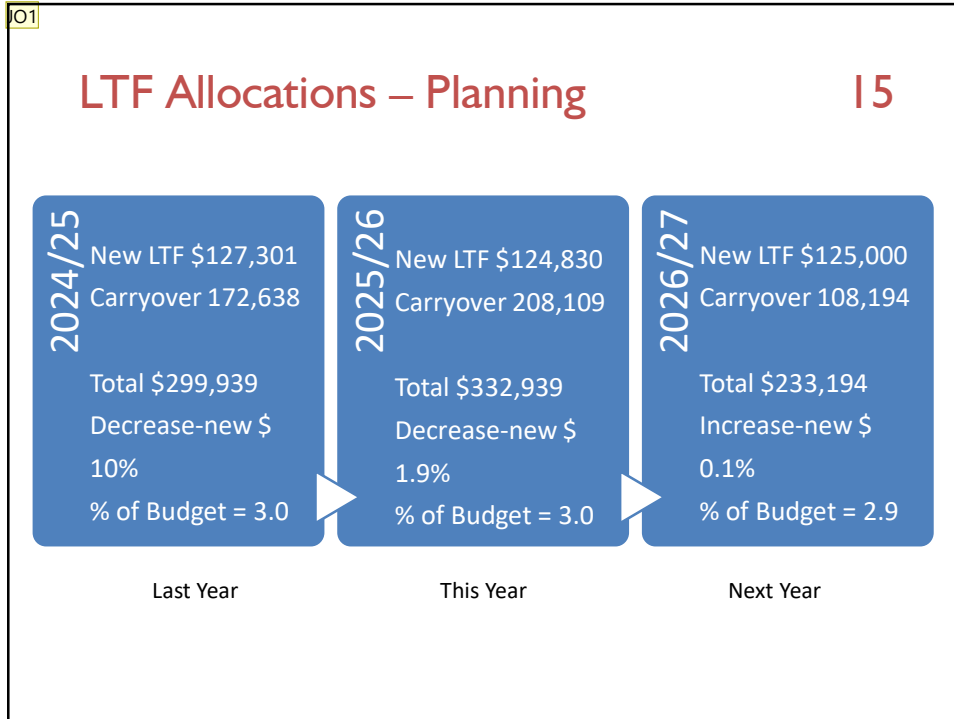 JO1
LTF Allocations – Planning 15
2024/25
New LTF $127,301
Carryover 172,638
Total $299,939
Decrease-new $
10%
% of Budget = 3.0
2025/26
New LTF $124,830
Carryover 208,109
Total $332,939
Decrease-new $
1.9%
% of Budget = 3.0
2026/27
New LTF $125,000
Carryover 108,194
Total $233,194
Increase-new $
0.1%
% of Budget = 2.9
Last Year
This Year
Next Year